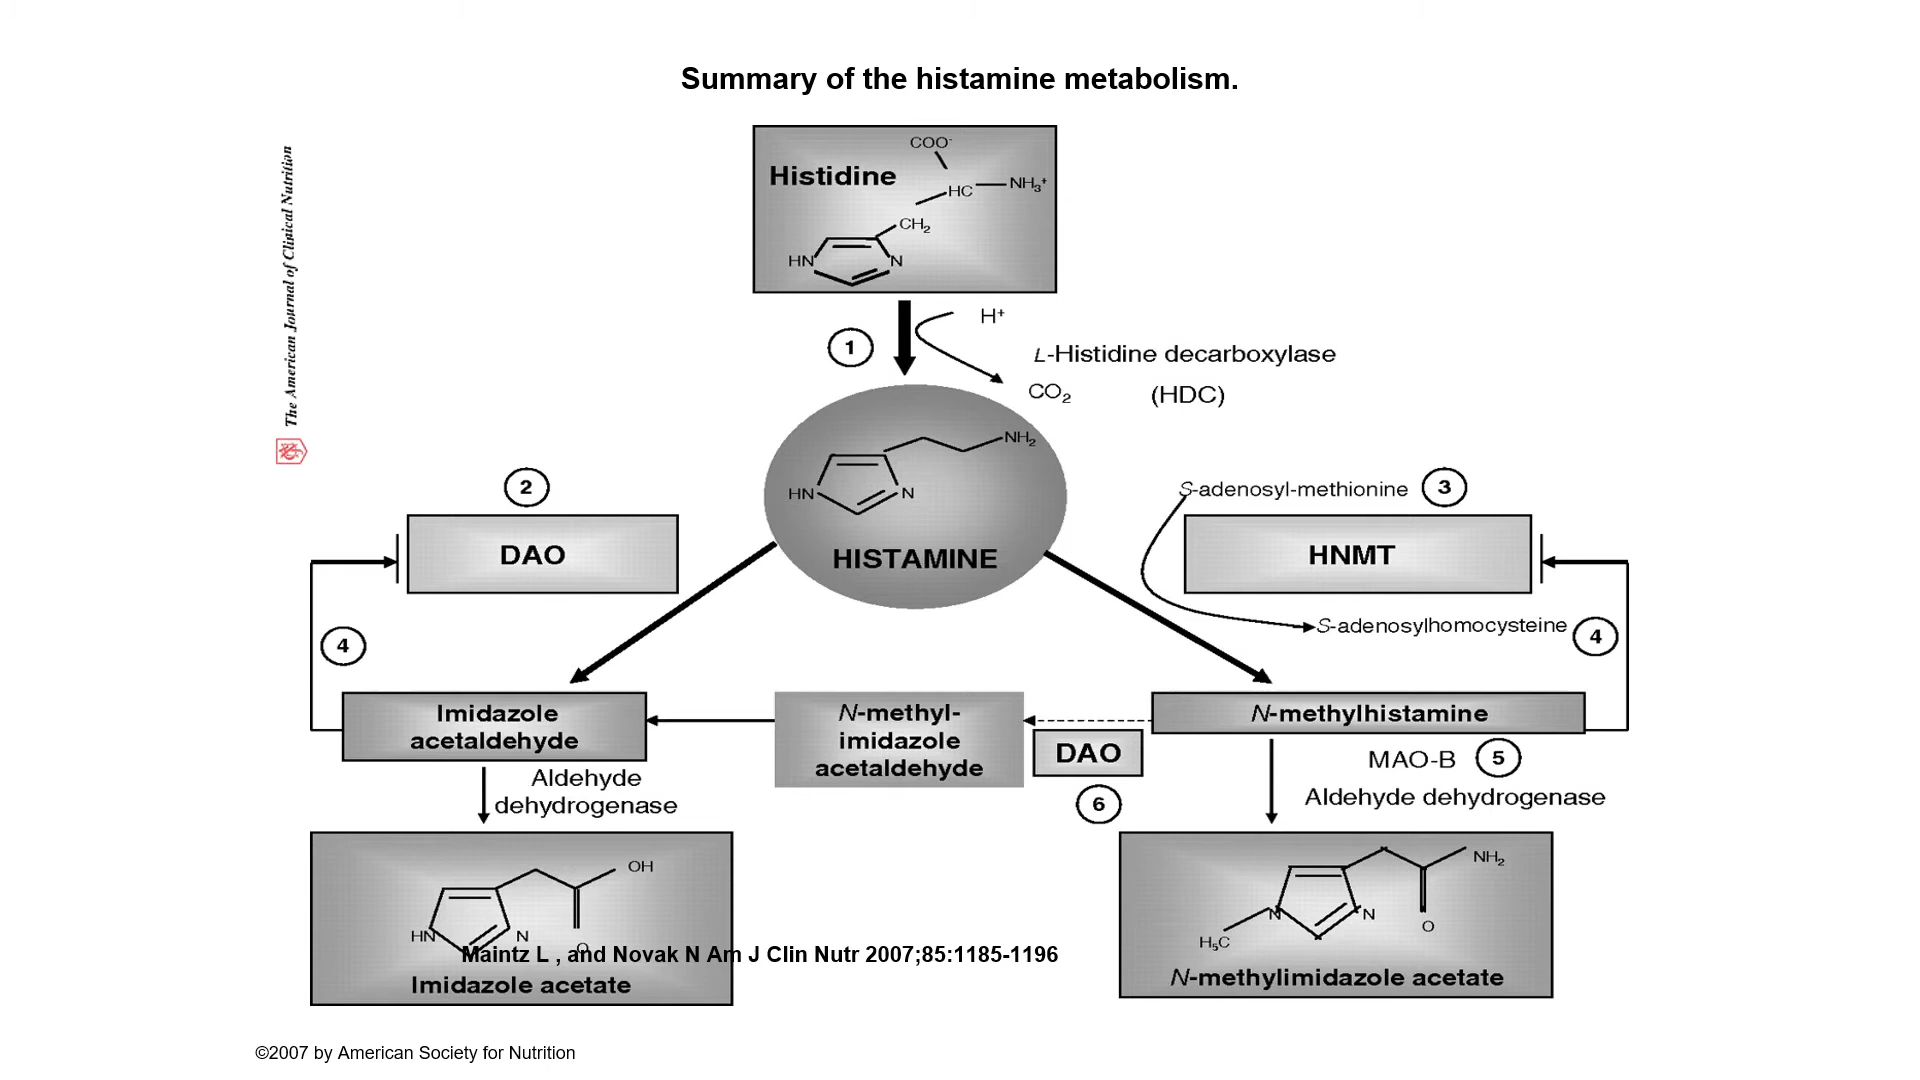 Summary of the histamine metabolism.
The American Journal of Clinical Nutrition
Histidine
COO⁻
HC
NH₃⁺
CH₂
HN
N
1
H⁺
L-Histidine decarboxylase
CO₂
(HDC)
NH₂
HN
N
HISTAMINE
2
DAO
S-adenosyl-methionine
3
HNMT
S-adenosylhomocysteine
4
4
Imidazole
acetaldehyde
N-methyl-
imidazole
acetaldehyde
DAO
6
N-methylhistamine
MAO-B
5
Aldehyde dehydrogenase
Aldehyde
dehydrogenase
OH
HN
N
O
Imidazole acetate
Maintz L , and Novak N Am J Clin Nutr 2007;85:1185-1196
NH₂
N
N
O
H₅C
N-methylimidazole acetate
©2007 by American Society for Nutrition